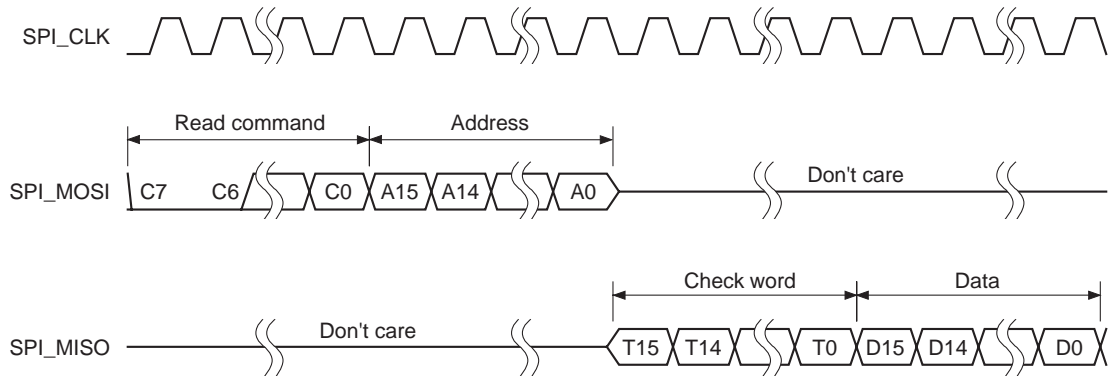 SPI_CLK
Read command Address
SPI_MOSI C7 C6 C0 A15 A14 A0 Don't care
Check word Data
SPI_MISO Don't care T15 T14 T0 D15 D14 D0